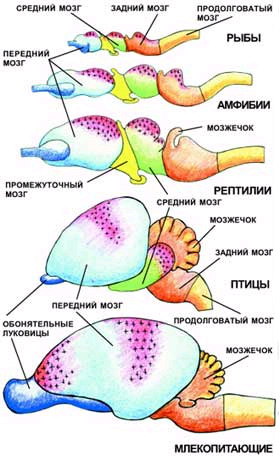 СРЕДНИЙ МОЗГ
ЗАДНИЙ МОЗГ
ПРОДОЛГОВАТЫЙ
МОЗГ
ПЕРЕДНИЙ
МОЗГ
РЫБЫ
АМФИБИИ
МОЗЖЕЧОК
ПРОМЕЖУТОЧНЫЙ
МОЗГ
РЕПТИЛИИ
СРЕДНИЙ МОЗГ
МОЗЖЕЧОК
ЗАДНИЙ МОЗГ
ПТИЦЫ
ПЕРЕДНИЙ МОЗГ
ОБОНЯТЕЛЬНЫЕ
ЛУКОВИЦЫ
ПРОДОЛГОВАТЫЙ МОЗГ
МОЗЖЕЧОК
МЛЕКОПИТАЮЩИЕ